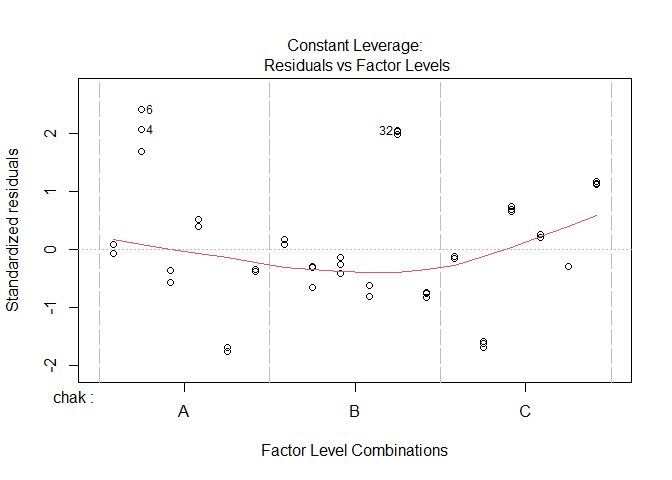 Constant Leverage:
Residuals vs Factor Levels
Standardized residuals
2
1
0
-1
-2
6
4
32
chak :
A
B
C
Factor Level Combinations